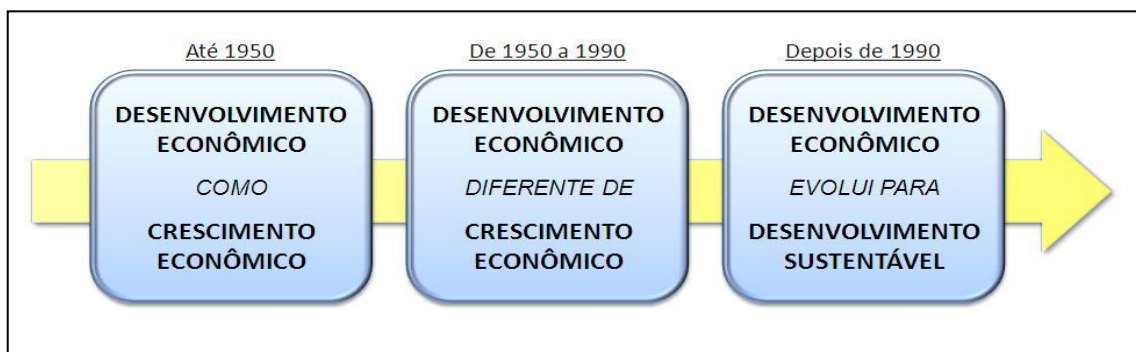 Até 1950
DESENVOLVIMENTO
ECONÔMICO
COMO
CRESCIMENTO
ECONÔMICO
De 1950 a 1990
DESENVOLVIMENTO
ECONÔMICO
DIFERENTE DE
CRESCIMENTO
ECONÔMICO
Depois de 1990
DESENVOLVIMENTO
ECONÔMICO
EVOLUI PARA
DESENVOLVIMENTO
SUSTENTÁVEL